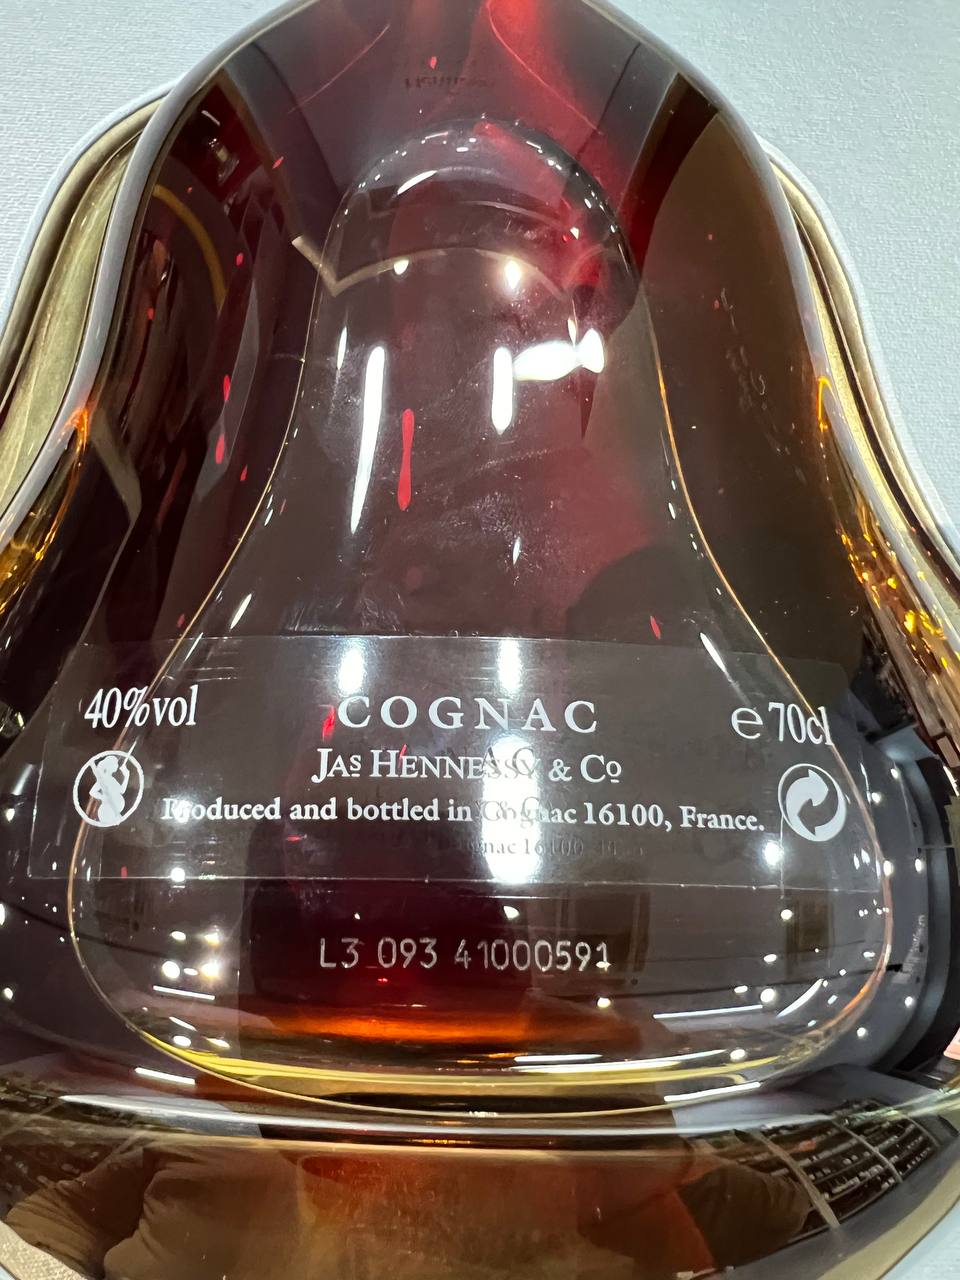 40%vol
COGNAC
e 70cl
JAS HENNESSY & Co
Produced and bottled in Cognac 16100, France.
L3 093 41000591